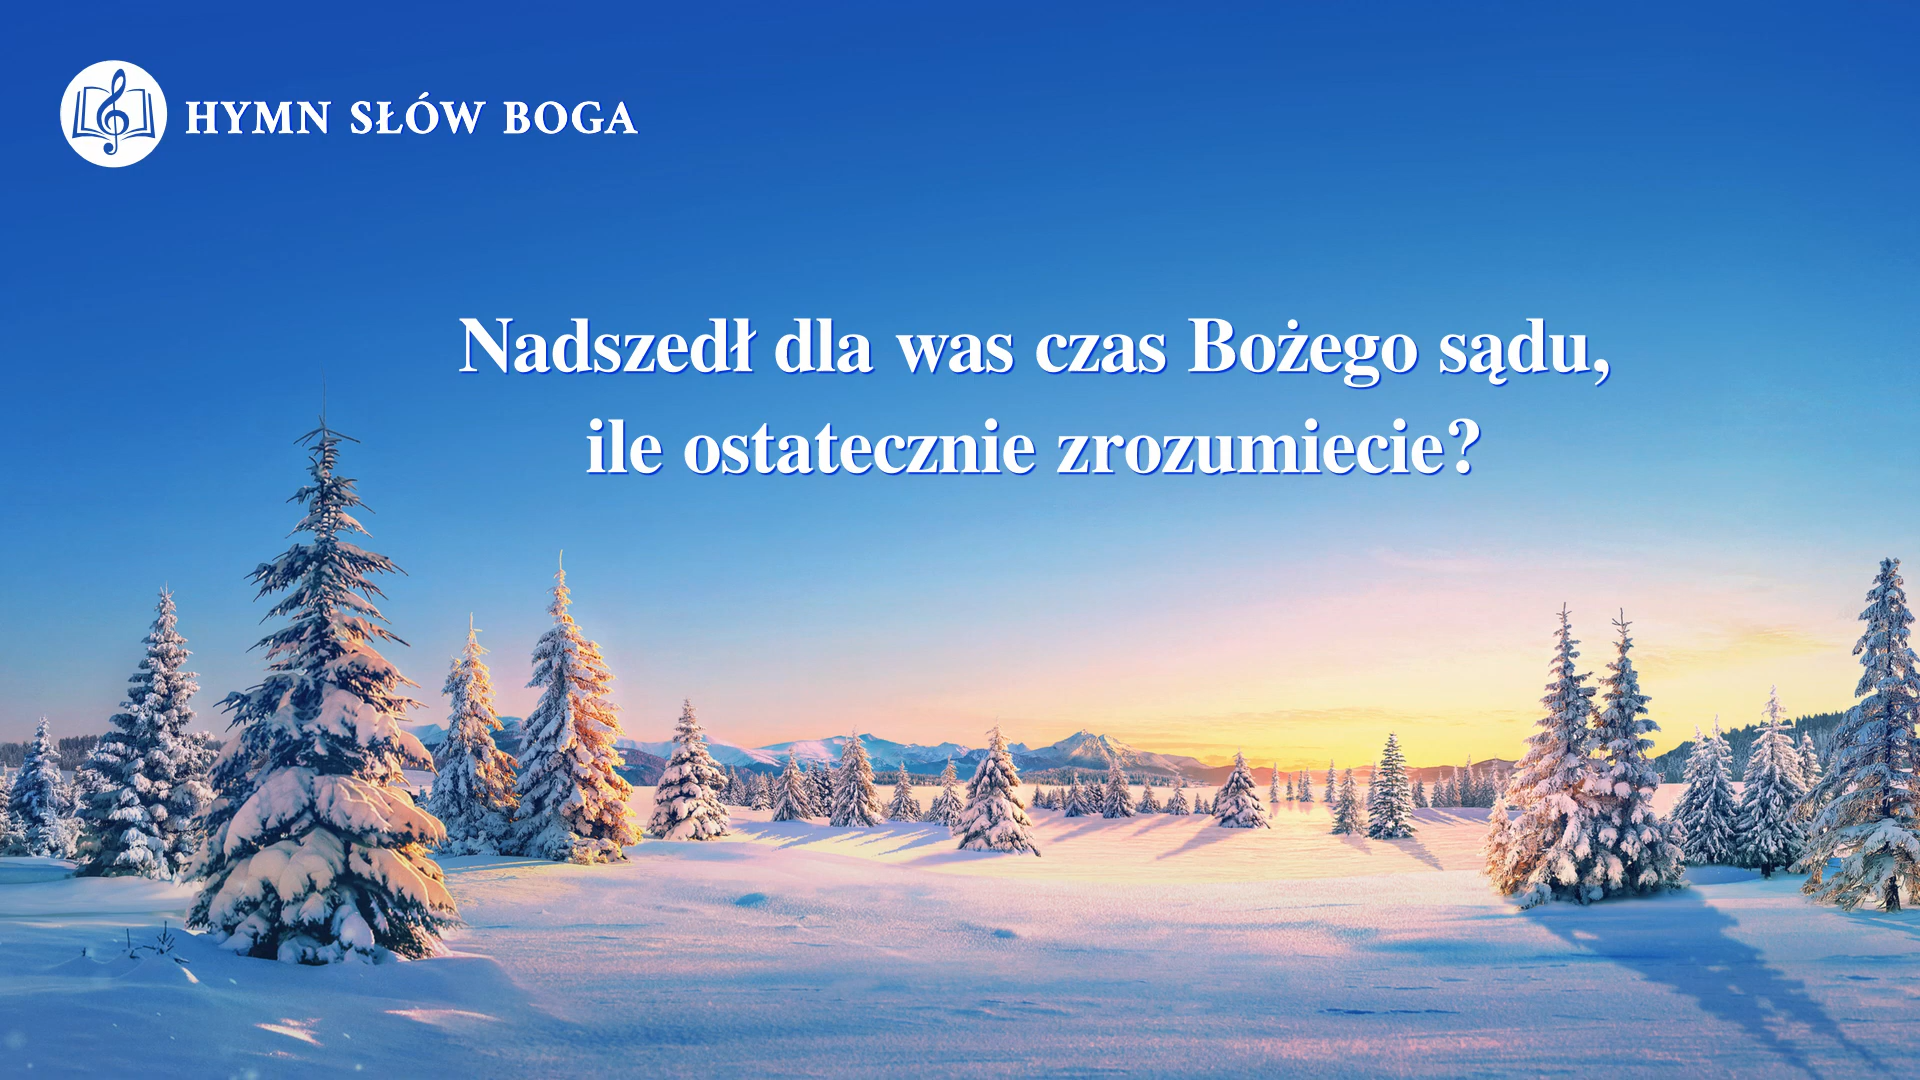 HYMN SŁÓW BOGA
Nadszedł dla was czas Bożego sądu,
ile ostatecznie zrozumiecie?